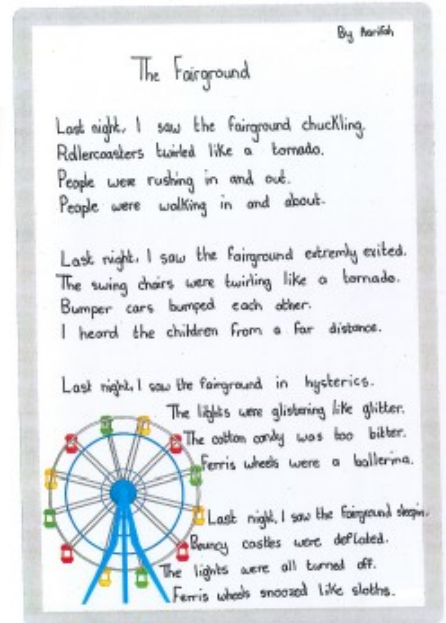 By Aarifah
The Fairground
Last night, I saw the fairground chuckling.
Rollercoasters twirled like a tornado.
People were rushing in and out.
People were walking in and about.
Last night, I saw the fairground extremly exited.
The swing chairs were twirling like a tornado.
Bumper cars bumped each other.
I heard the children from a far distance.
Last night, I saw the fairground in hysterics.
The lights were glistering like glitter.
The cotton candy was too bitter.
Ferris wheels were a ballerina.
Last night, I saw the fairground sleepin.
Bouncy castles were deflated.
The lights were all turned off.
Ferris wheels snoozed like sloths.